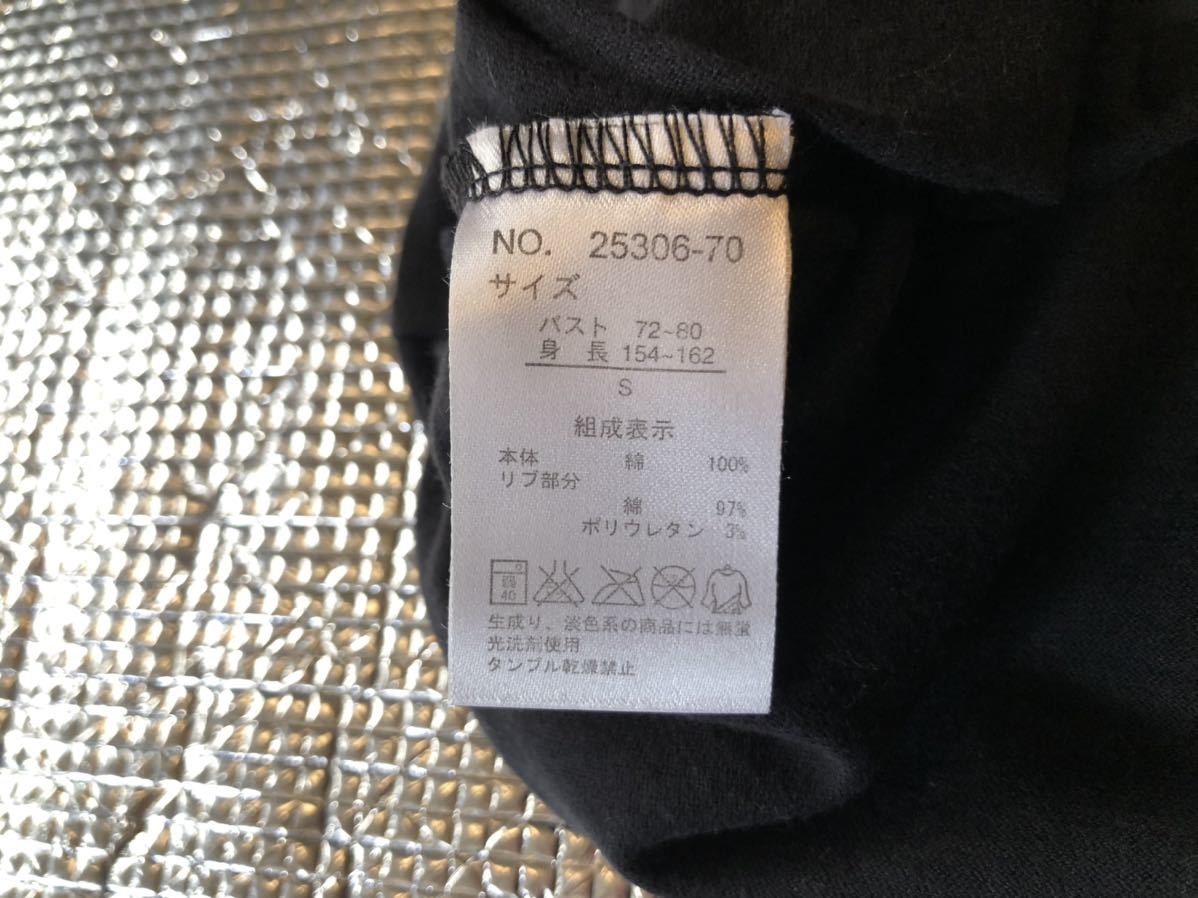 NO. 25306-70
サイズ
バスト 72~80
身 長 154~162
S
組成表示
本体 綿 100%
リブ部分
綿 97%
ポリウレタン 3%
40
生成り、淡色系の商品には無蛍
光洗剤使用
タンブル乾燥禁止